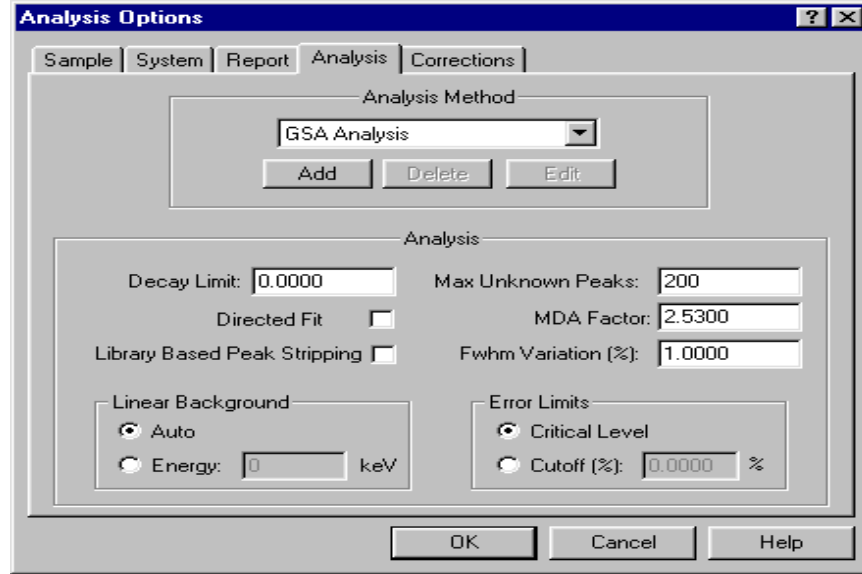 Analysis Options
Sample System Report Analysis Corrections
Analysis Method
GSA Analysis
Add Delete Edit
Analysis
Decay Limit: 0.0000 Max Unknown Peaks: 200
Directed Fit MDA Factor: 2.5300
Library Based Peak Stripping Fwhm Variation (%): 1.0000
Linear Background Error Limits
Auto Critical Level
Energy: 0 keV Cutoff (%): 0.0000 %
OK Cancel Help